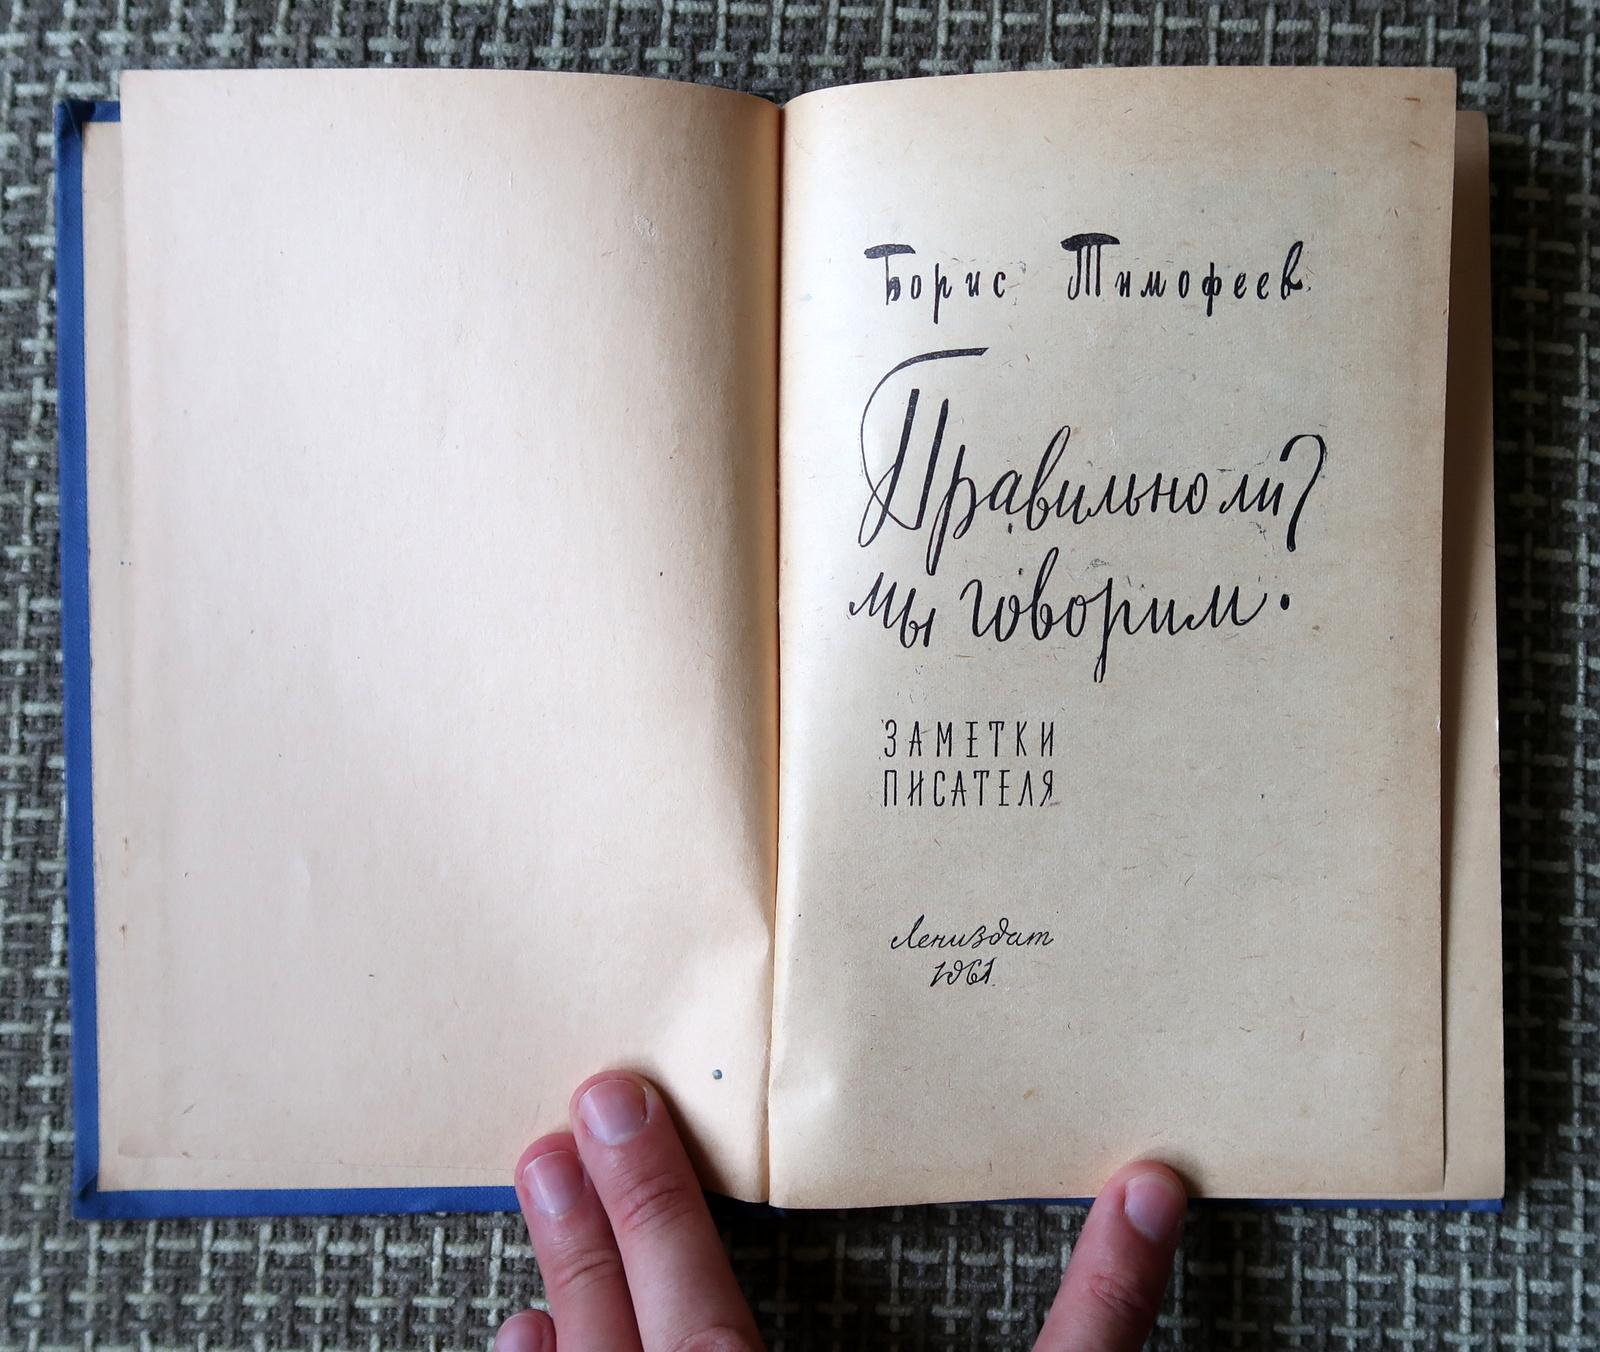 Борис Тимофеев
Правильно ли
мы говорим?
ЗАМЕТКИ
ПИСАТЕЛЯ
Лениздат
1961